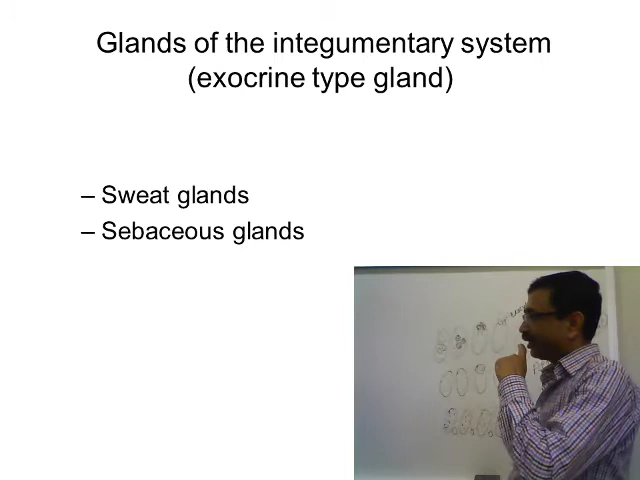 Glands of the integumentary system
(exocrine type gland)
– Sweat glands
– Sebaceous glands